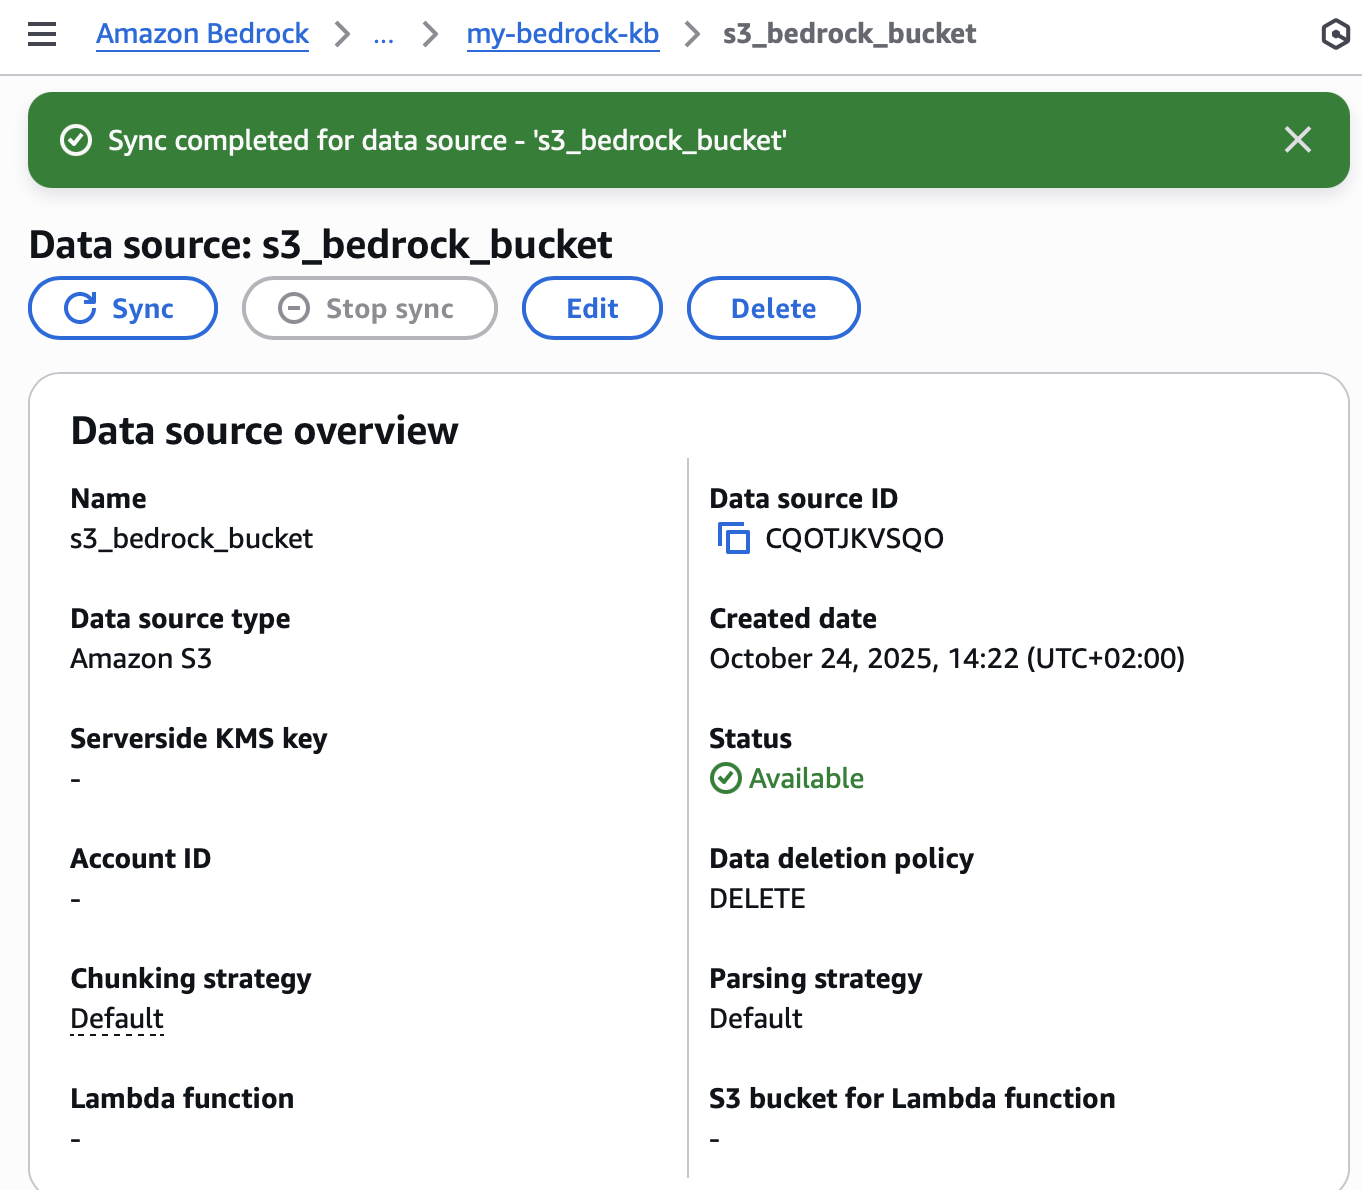 Amazon Bedrock > ... > my-bedrock-kb > s3_bedrock_bucket
Sync completed for data source - 's3_bedrock_bucket'
Data source: s3_bedrock_bucket
Sync Stop sync Edit Delete
Data source overview
Name
s3_bedrock_bucket
Data source type
Amazon S3
Serverside KMS key
-
Account ID
-
Chunking strategy
Default
Lambda function
-
Data source ID
CQOTJKVSQO
Created date
October 24, 2025, 14:22 (UTC+02:00)
Status
Available
Data deletion policy
DELETE
Parsing strategy
Default
S3 bucket for Lambda function
-